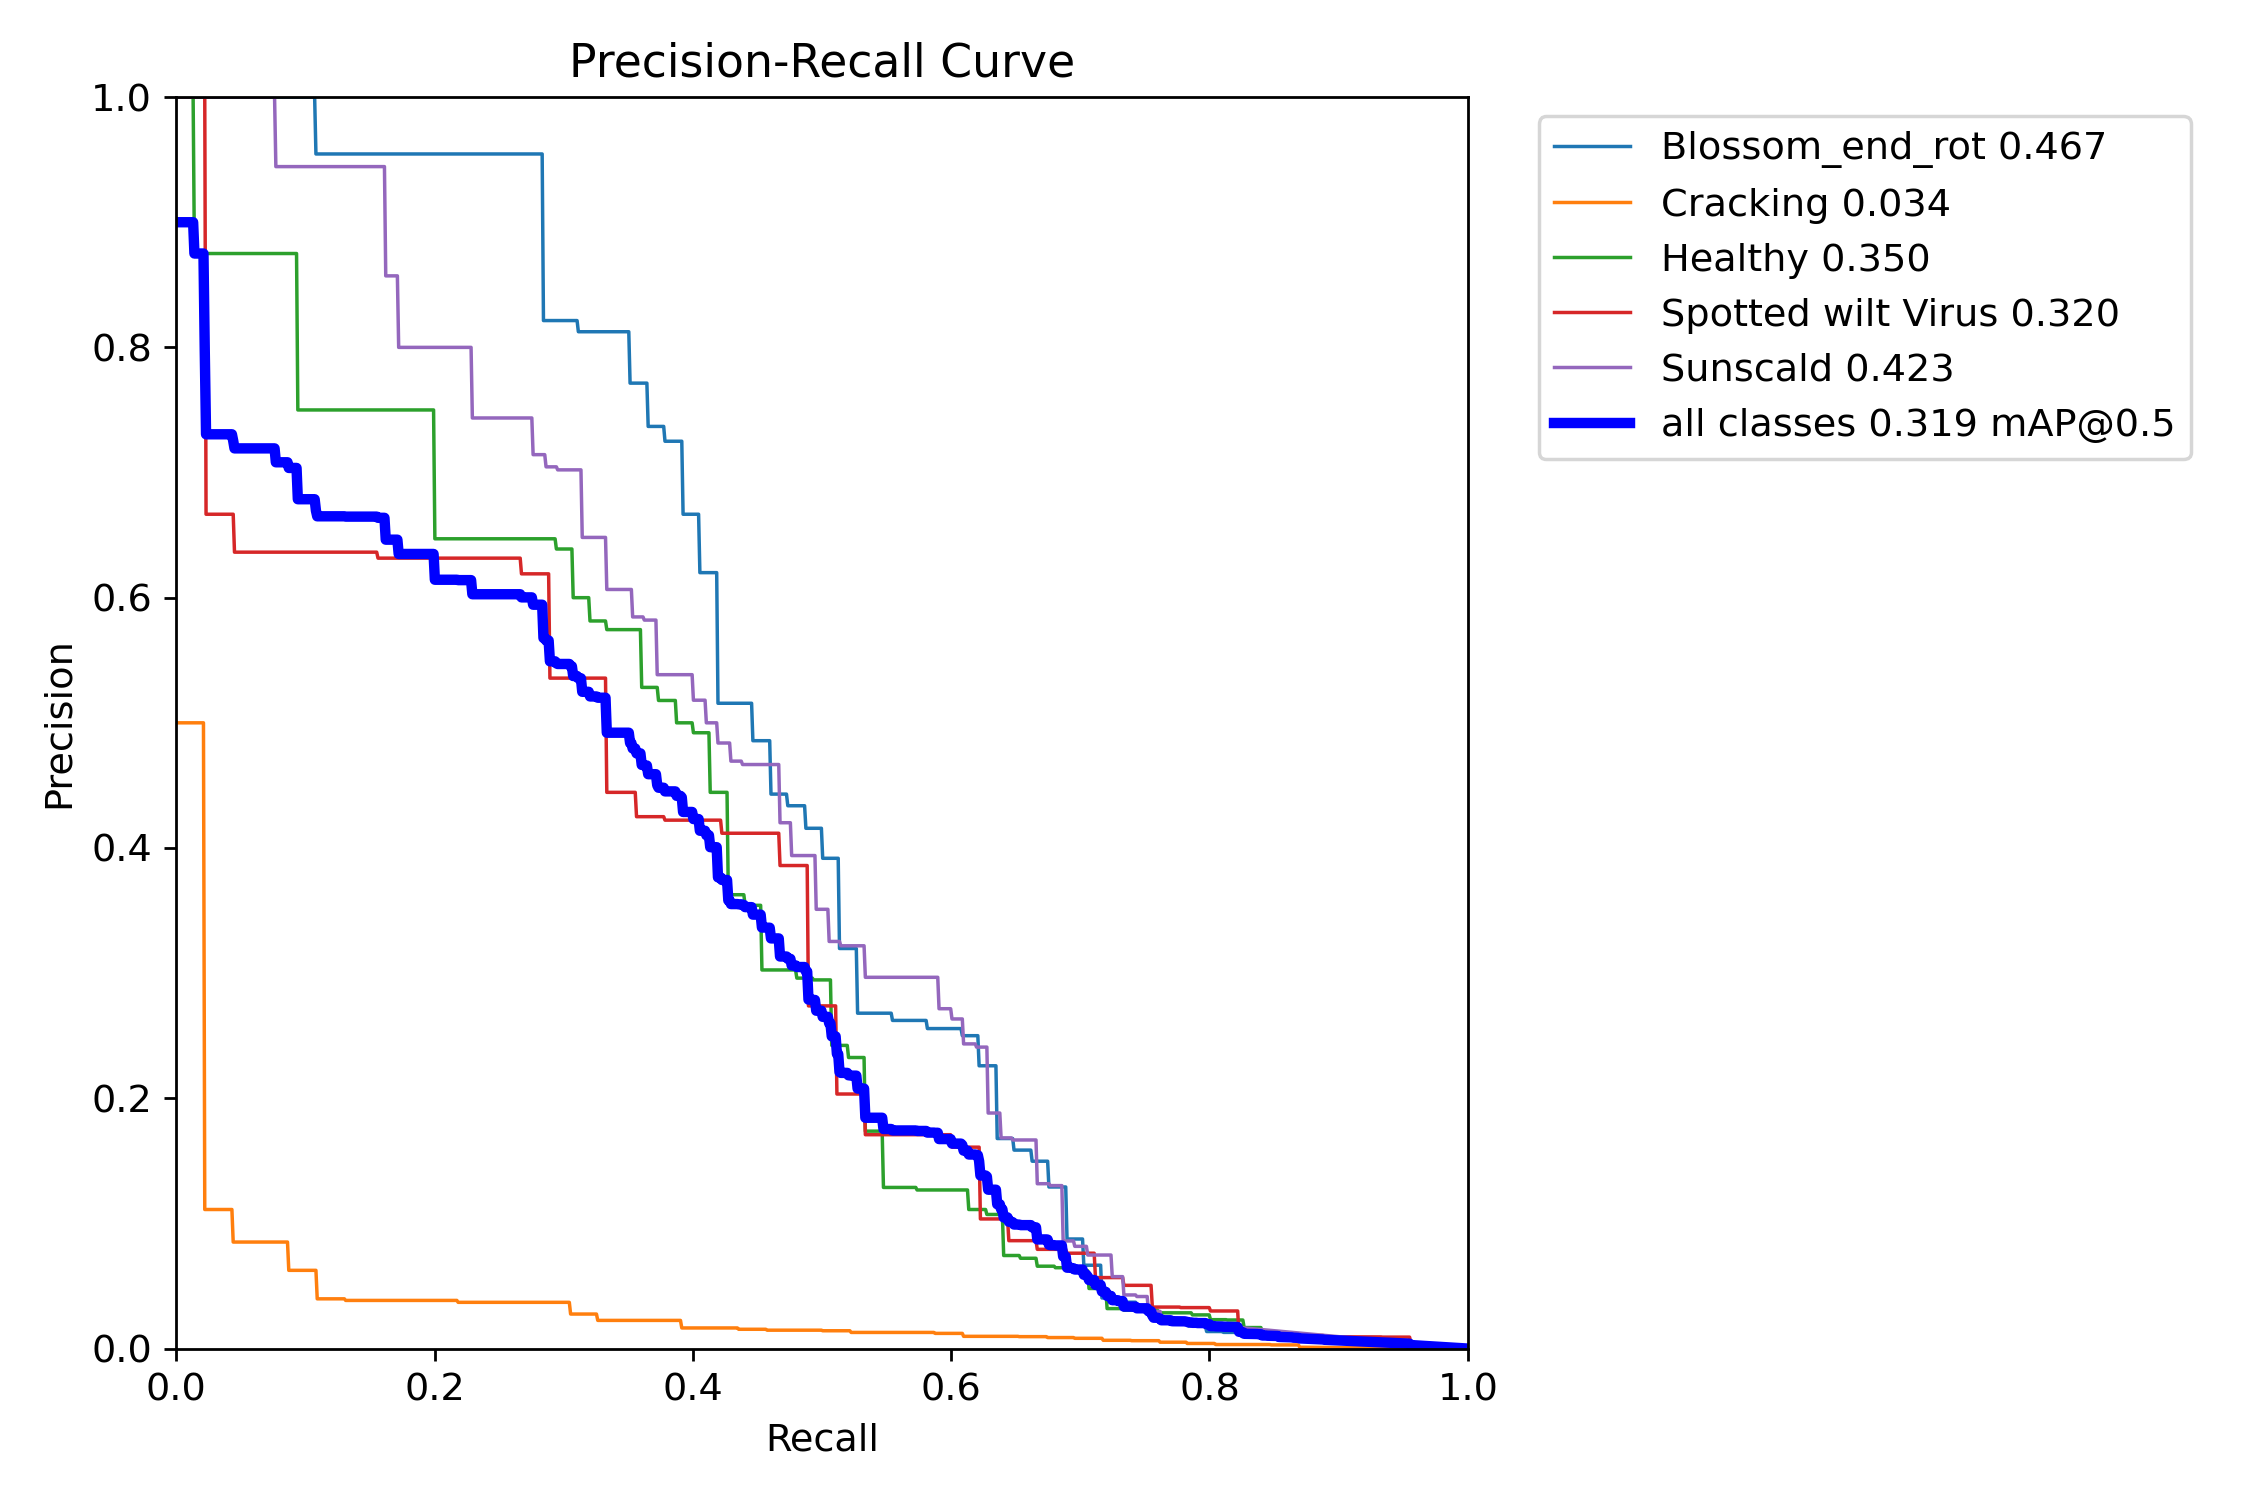 Precision-Recall Curve
1.0
0.8
0.6
0.4
0.2
0.0
Precision
0.0 0.2 0.4 0.6 0.8 1.0
Recall
Blossom_end_rot 0.467
Cracking 0.034
Healthy 0.350
Spotted wilt Virus 0.320
Sunscald 0.423
all classes 0.319 mAP@0.5